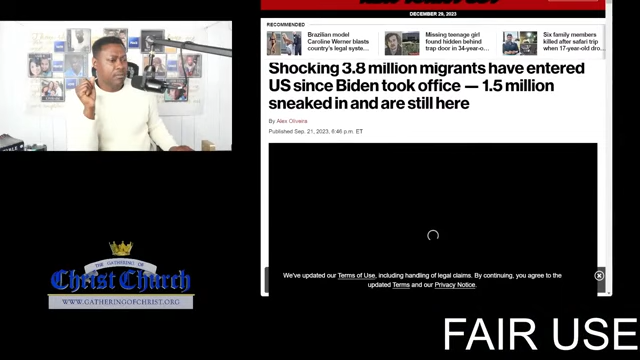 DECEMBER 29, 2023
RECOMMENDED
Brazilian model
Caroline Werner blasts
country's legal syste...
Missing teenage girl
found hidden behind
trap door in 34-year-o...
Six family members
killed after safari trip
when 17-year-old dro...
Shocking 3.8 million migrants have entered
US since Biden took office — 1.5 million
sneaked in and are still here
By Alex Oliveira
Published Sep. 21, 2023, 6:46 p.m. ET
We've updated our Terms of Use, including handling of legal claims. By continuing, you agree to the
updated Terms and our Privacy Notice.
THE GATHERING OF
Christ Church
WWW.GATHERINGOFCHRIST.ORG
FAIR USE